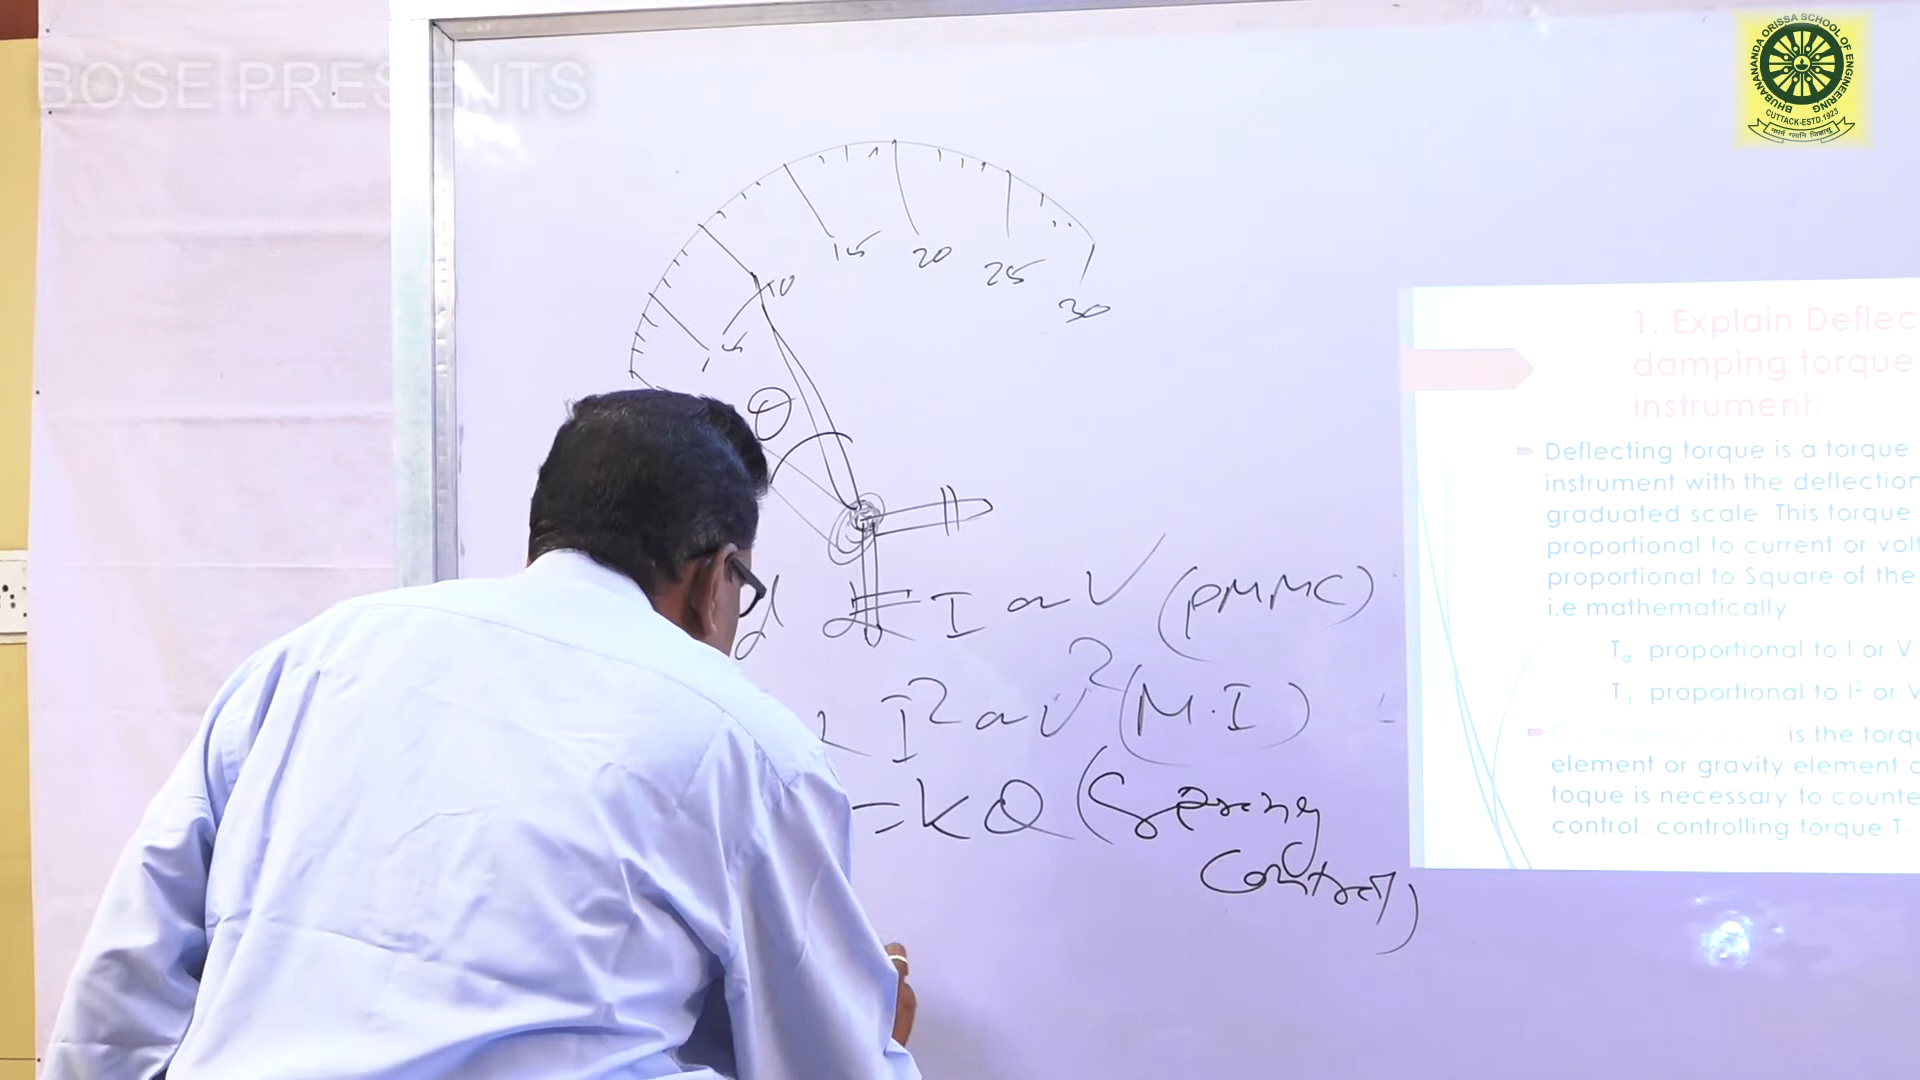 BOSE PRESENTS
BHUBANANANDA ORISSA SCHOOL OF ENGINEERING
CUTTACK-ESTD.1923
5
10
15
20
25
30
θ
d ∝ I or V (PMMC)
∝ I² or V² (M.I)
= K θ (Spring
Control)
1. Explain Deflec
damping torque
instrument.
Deflecting torque is a torque
instrument with the deflection
graduated scale This torque
proportional to current or volt
proportional to Square of the
i.e mathematically
Td proportional to I or V
proportional to I² or V
is the torqu
element or gravity element
toque is necessary to counte
control. controlling torque T